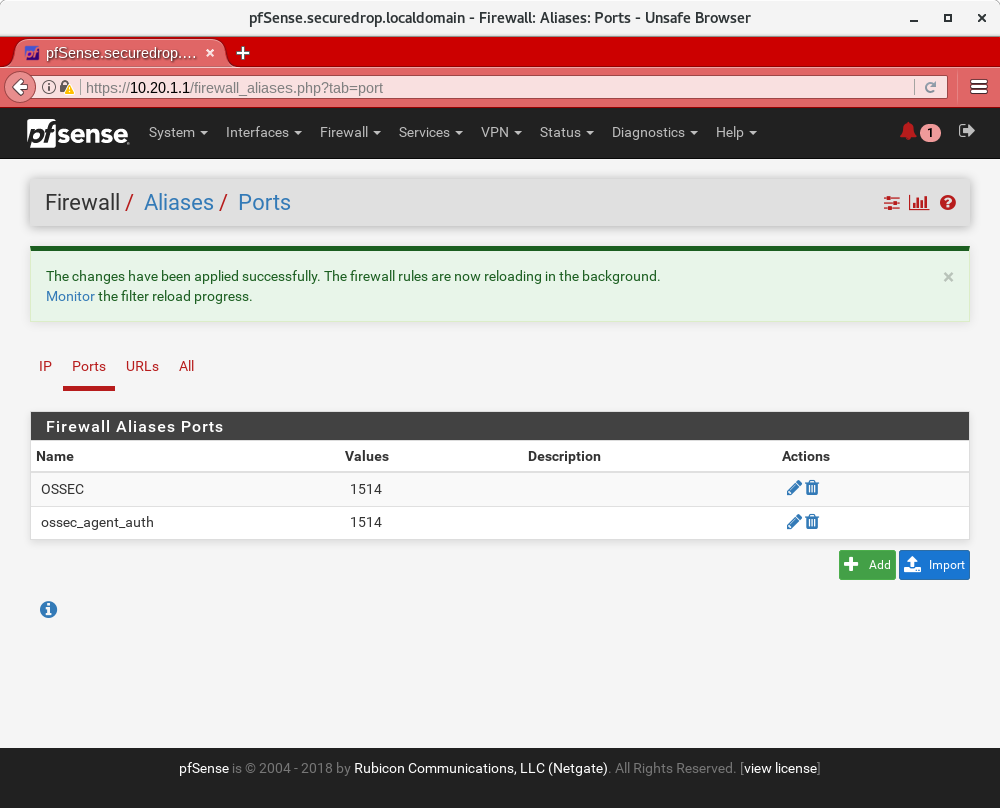 pfSense.securedrop.localdomain - Firewall: Aliases: Ports - Unsafe Browser
pfSense.securedrop....
https://10.20.1.1/firewall_aliases.php?tab=port
pfsense System Interfaces Firewall Services VPN Status Diagnostics Help 1
Firewall / Aliases / Ports
The changes have been applied successfully. The firewall rules are now reloading in the background.
Monitor the filter reload progress.
IP Ports URLs All
Firewall Aliases Ports
Name Values Description Actions
OSSEC 1514
ossec_agent_auth 1514
Add Import
pfSense is © 2004 - 2018 by Rubicon Communications, LLC (Netgate). All Rights Reserved. [view license]